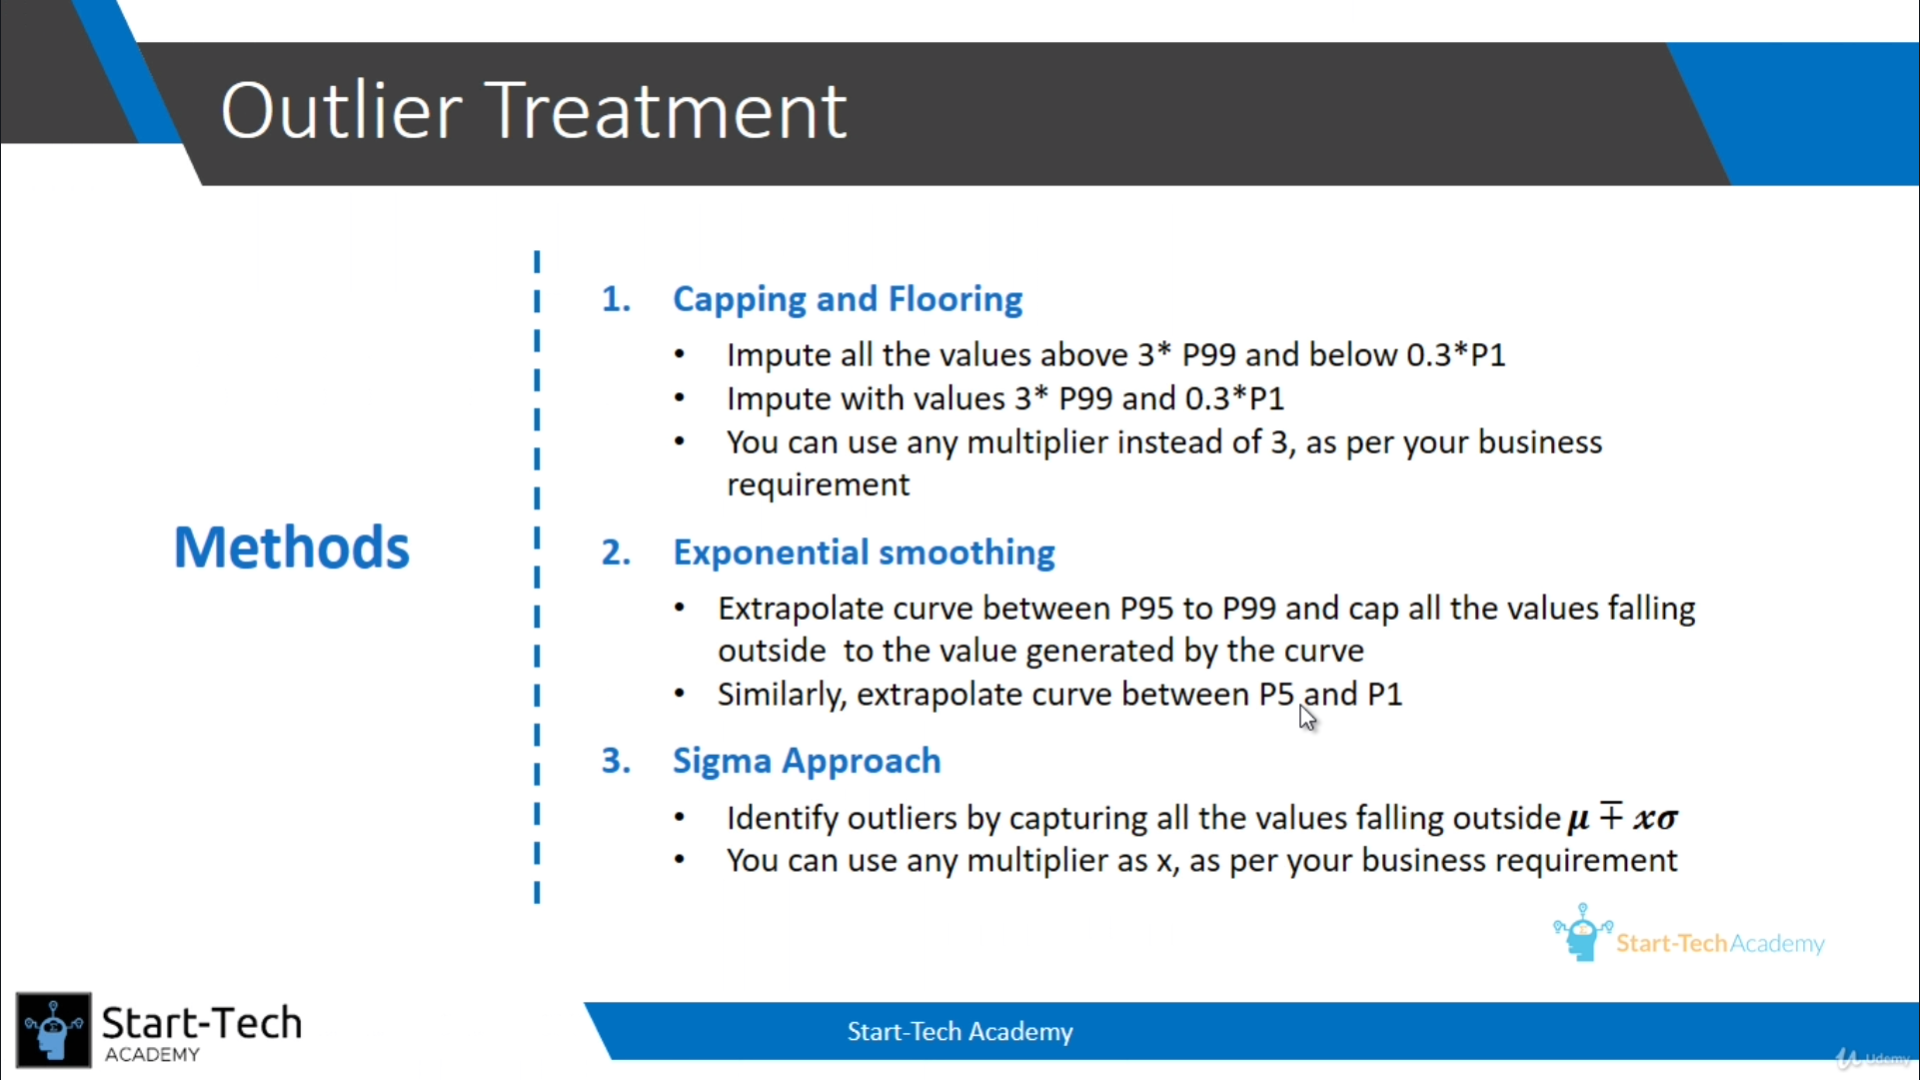 Outlier Treatment
Methods
1. Capping and Flooring
• Impute all the values above 3* P99 and below 0.3*P1
• Impute with values 3* P99 and 0.3*P1
• You can use any multiplier instead of 3, as per your business
requirement
2. Exponential smoothing
• Extrapolate curve between P95 to P99 and cap all the values falling
outside  to the value generated by the curve
• Similarly, extrapolate curve between P5 and P1
3. Sigma Approach
• Identify outliers by capturing all the values falling outside μ ∓ xσ
• You can use any multiplier as x, as per your business requirement
Start-TechAcademy
Start-Tech
ACADEMY
Start-Tech Academy
Udemy